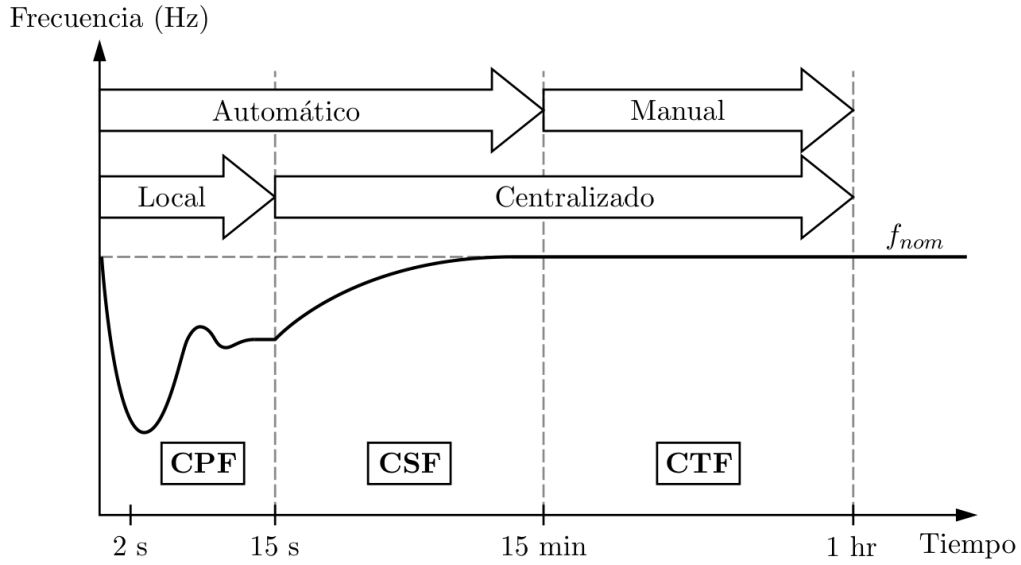 Frecuencia (Hz)
Automático
Manual
Local
Centralizado
f_nom
CPF
CSF
CTF
2 s
15 s
15 min
1 hr
Tiempo